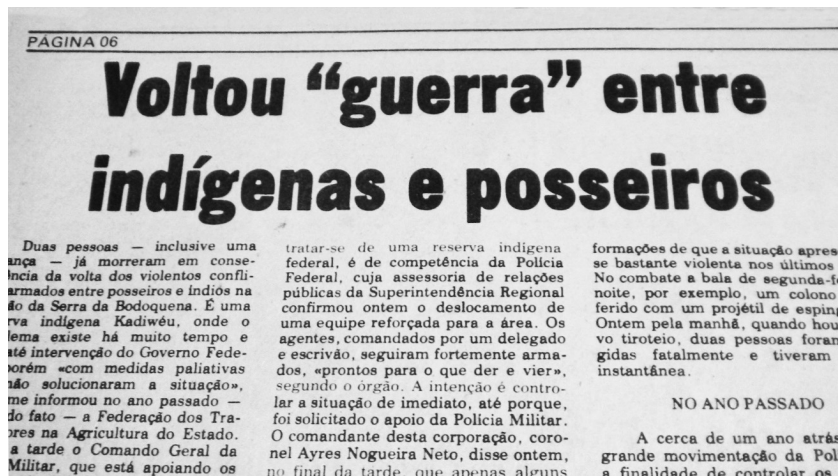 PÁGINA 06
Voltou “guerra” entre
indígenas e posseiros
Duas pessoas — inclusive uma
ança — já morreram em conse-
ncia da volta dos violentos confli-
armados entre posseiros e índios na
ão da Serra da Bodoquena. É uma
rva indígena Kadiwéu, onde o
lema existe há muito tempo e
até intervenção do Governo Fede-
porém «com medidas paliativas
não solucionaram a situação»,
me informou no ano passado —
do fato — a Federação dos Tra-
ores na Agricultura do Estado.
a tarde o Comando Geral da
Militar, que está apoiando os
tratar-se de uma reserva indígena
federal, é de competência da Polícia
Federal, cuja assessoria de relações
públicas da Superintendência Regional
confirmou ontem o deslocamento de
uma equipe reforçada para a área. Os
agentes, comandados por um delegado
e escrivão, seguiram fortemente arma-
dos, «prontos para o que der e vier»,
segundo o órgão. A intenção é contro-
lar a situação de imediato, até porque,
foi solicitado o apoio da Polícia Militar.
O comandante desta corporação, coro-
nel Ayres Nogueira Neto, disse ontem,
no final da tarde, que apenas alguns
formações de que a situação apres
se bastante violenta nos últimos
No combate a bala de segunda-f
noite, por exemplo, um colono
ferido com um projétil de esping
Ontem pela manhã, quando hou
vo tiroteio, duas pessoas foram
gidas fatalmente e tiveram
instantânea.
NO ANO PASSADO
A cerca de um ano atrás
grande movimentação da Pol
a finalidade de controlar os